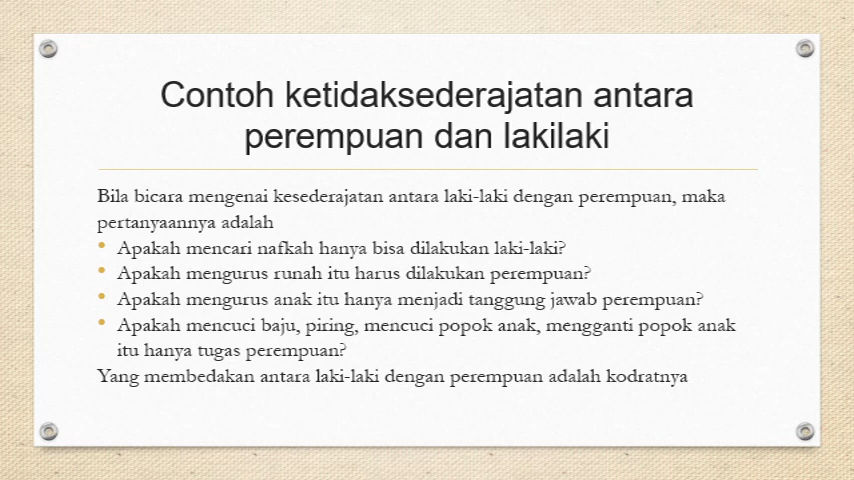 Contoh ketidaksederajatan antara
perempuan dan lakilaki
Bila bicara mengenai kesederajatan antara laki-laki dengan perempuan, maka
pertanyaannya adalah
• Apakah mencari nafkah hanya bisa dilakukan laki-laki?
• Apakah mengurus runah itu harus dilakukan perempuan?
• Apakah mengurus anak itu hanya menjadi tanggung jawab perempuan?
• Apakah mencuci baju, piring, mencuci popok anak, mengganti popok anak
itu hanya tugas perempuan?
Yang membedakan antara laki-laki dengan perempuan adalah kodratnya